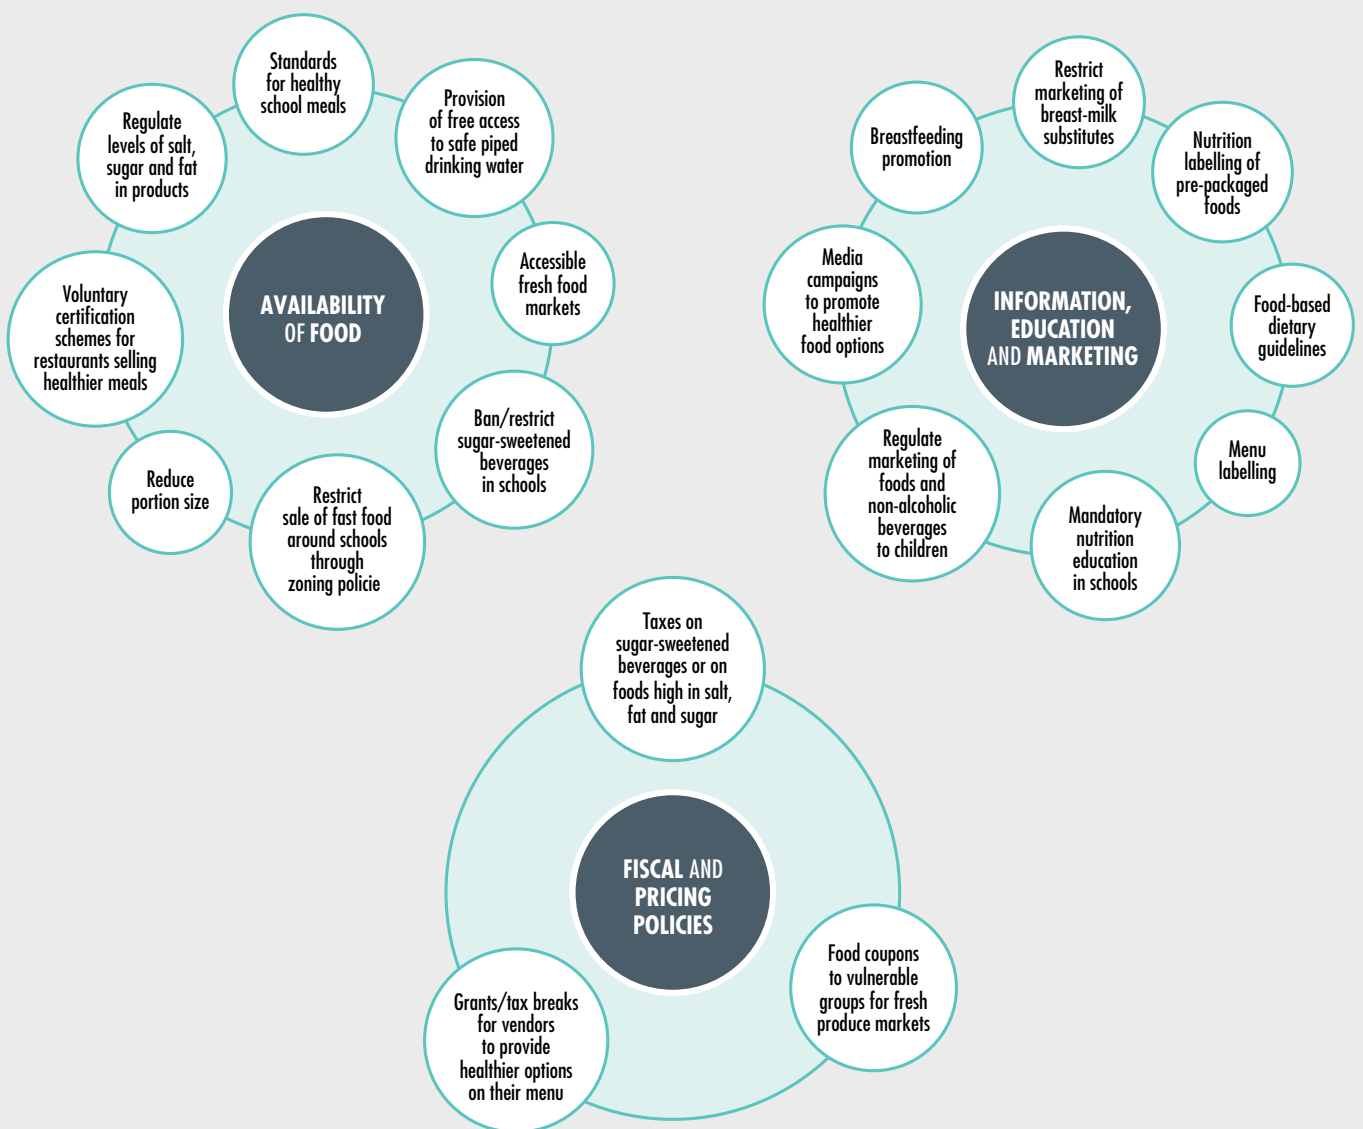 Standards
for healthy
school meals
Provision
of free access
to safe piped
drinking water
Accessible
fresh food
markets
Ban/restrict
sugar-sweetened
beverages
in schools
Restrict
sale of fast food
around schools
through
zoning policie
Reduce
portion size
Voluntary
certification
schemes for
restaurants selling
healthier meals
Regulate
levels of salt,
sugar and fat
in products
AVAILABILITY
OF FOOD
Restrict
marketing of
breast-milk
substitutes
Nutrition
labelling of
pre-packaged
foods
Food-based
dietary
guidelines
Menu
labelling
Mandatory
nutrition
education
in schools
Regulate
marketing of
foods and
non-alcoholic
beverages
to children
Media
campaigns
to promote
healthier
food options
Breastfeeding
promotion
INFORMATION,
EDUCATION
AND MARKETING
Taxes on
sugar-sweetened
beverages or on
foods high in salt,
fat and sugar
FISCAL AND
PRICING
POLICIES
Food coupons
to vulnerable
groups for fresh
produce markets
Grants/tax breaks
for vendors
to provide
healthier options
on their menu